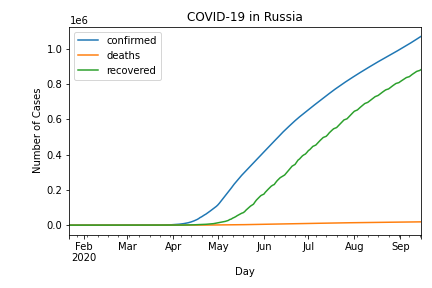 COVID-19 in Russia
1e6
confirmed
deaths
recovered
1.0
0.8
0.6
0.4
0.2
0.0
Number of Cases
Feb Mar Apr May Jun Jul Aug Sep
2020
Day